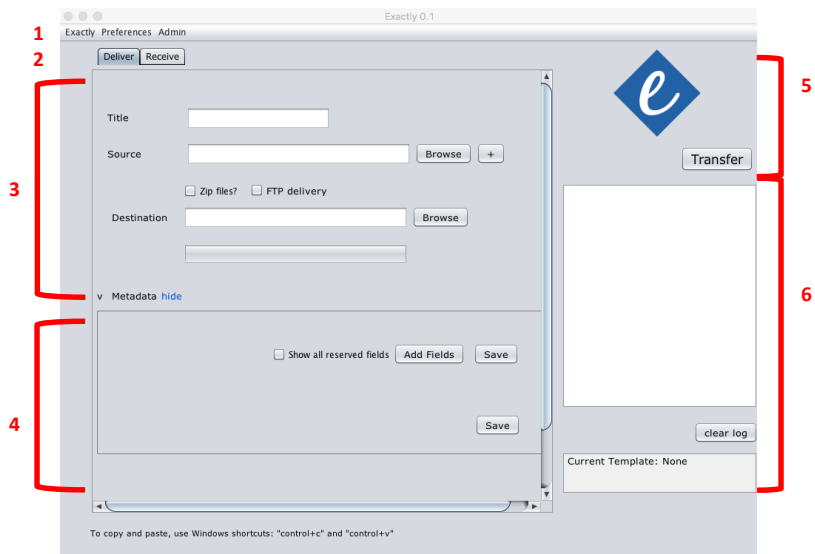 Exactly 0.1
1
Exactly Preferences Admin
2
Deliver Receive
5
Title
e
Source Browse +
Transfer
3
Zip files? FTP delivery
Destination Browse
v Metadata hide
6
Show all reserved fields Add Fields Save
4
Save
clear log
Current Template: None
To copy and paste, use Windows shortcuts: "control+c" and "control+v"